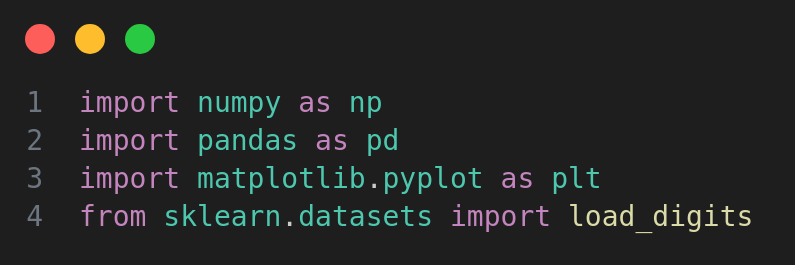 1 import numpy as np
2 import pandas as pd
3 import matplotlib.pyplot as plt
4 from sklearn.datasets import load_digits